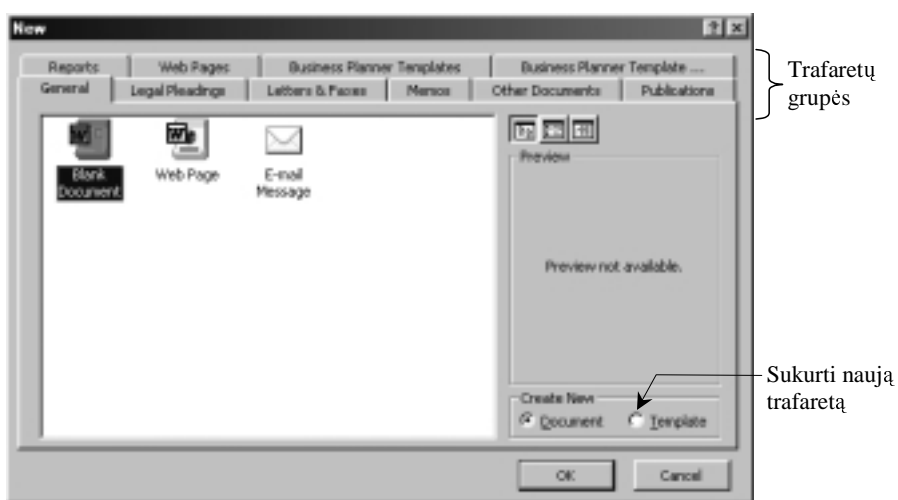 New
Reports Web Pages Business Planner Templates Business Planner Template ....
General Legal Pleadings Letters & Faxes Memos Other Documents Publications
Trafaretų
grupės
Blank
Document
Web Page
E-mail
Message
Preview
Preview not available.
Create New
Document Template
Sukurti naują
trafaretą
OK Cancel